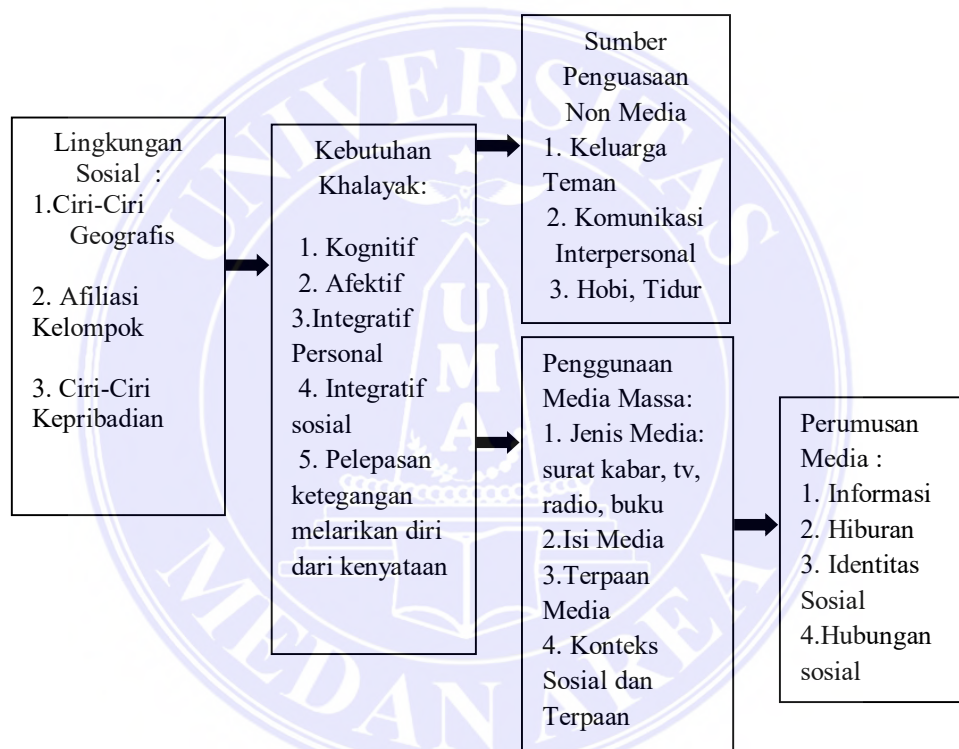 Lingkungan
Sosial :
1.Ciri-Ciri
Geografis
2. Afiliasi
Kelompok
3. Ciri-Ciri
Kepribadian
Kebutuhan
Khalayak:
1. Kognitif
2. Afektif
3.Integratif
Personal
4. Integratif
sosial
5. Pelepasan
ketegangan
melarikan diri
dari kenyataan
Sumber
Penguasaan
Non Media
1. Keluarga
Teman
2. Komunikasi
Interpersonal
3. Hobi, Tidur
Penggunaan
Media Massa:
1. Jenis Media:
surat kabar, tv,
radio, buku
2.Isi Media
3.Terpaan
Media
4. Konteks
Sosial dan
Terpaan
Perumusan
Media :
1. Informasi
2. Hiburan
3. Identitas
Sosial
4.Hubungan
sosial
UNIVERSITAS
MEDAN AREA
UMA